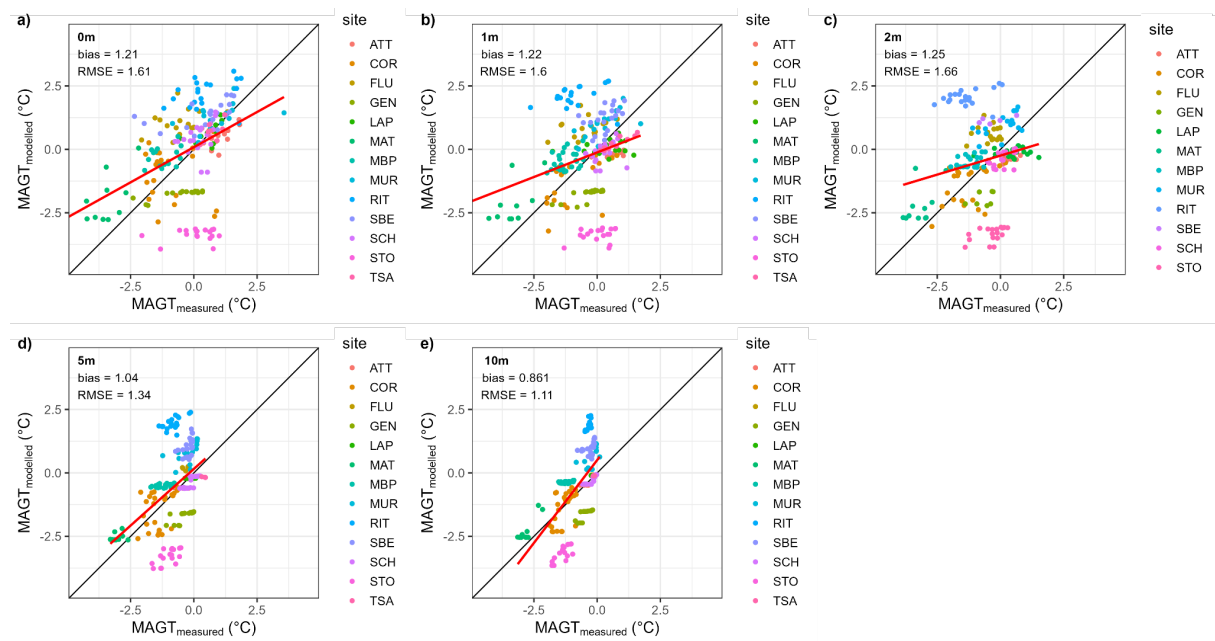 a)
0m
bias = 1.21
RMSE = 1.61
2.5
0.0
-2.5
-2.5
0.0
2.5
MAGTmodelled (°C)
MAGTmeasured (°C)
site
ATT
COR
FLU
GEN
LAP
MAT
MBP
MUR
RIT
SBE
SCH
STO
TSA
b)
1m
bias = 1.22
RMSE = 1.6
2.5
0.0
-2.5
-2.5
0.0
2.5
MAGTmodelled (°C)
MAGTmeasured (°C)
site
ATT
COR
FLU
GEN
LAP
MAT
MBP
MUR
RIT
SBE
SCH
STO
TSA
c)
2m
bias = 1.25
RMSE = 1.66
2.5
0.0
-2.5
-2.5
0.0
2.5
MAGTmodelled (°C)
MAGTmeasured (°C)
site
ATT
COR
FLU
GEN
LAP
MAT
MBP
MUR
RIT
SBE
SCH
STO
d)
5m
bias = 1.04
RMSE = 1.34
2.5
0.0
-2.5
-2.5
0.0
2.5
MAGTmodelled (°C)
MAGTmeasured (°C)
site
ATT
COR
FLU
GEN
LAP
MAT
MBP
MUR
RIT
SBE
SCH
STO
TSA
e)
10m
bias = 0.861
RMSE = 1.11
2.5
0.0
-2.5
-2.5
0.0
2.5
MAGTmodelled (°C)
MAGTmeasured (°C)
site
ATT
COR
FLU
GEN
LAP
MAT
MBP
MUR
RIT
SBE
SCH
STO
TSA